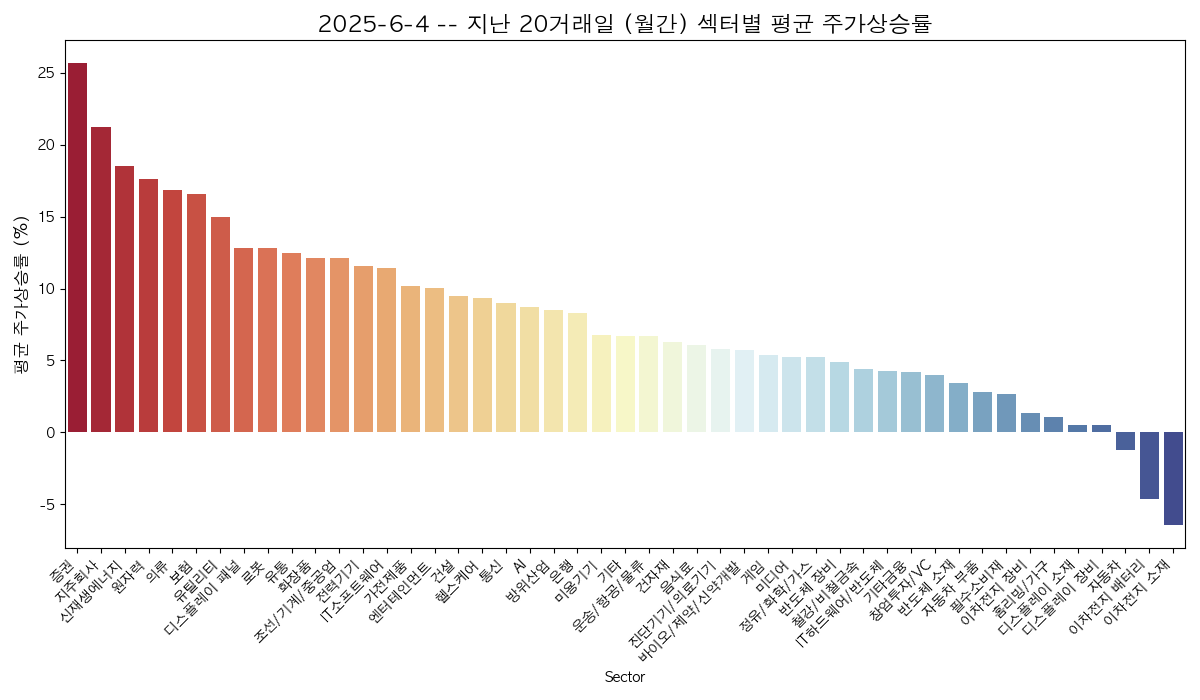 2025-6-4 -- 지난 20거래일 (월간) 섹터별 평균 주가상승률
평균 주가상승률 (%)
25
20
15
10
5
0
-5
증권
지주회사
신재생에너지
원자력
의류
보험
유틸리티
디스플레이 패널
로봇
유통
화장품
조선/기계/중공업
전력기기
IT소프트웨어
가전제품
엔터테인먼트
건설
헬스케어
통신
AI
방위산업
은행
미용기기
기타
운송/항공/물류
건자재
음식료
진단기기/의료기기
바이오/제약/신약개발
게임
미디어
정유/화학/가스
반도체 장비
철강/비철금속
IT하드웨어/반도체
기타금융
창업투자/VC
반도체 소재
자동차 부품
필수소비재
이차전지 장비
홈리빙/가구
디스플레이 소재
디스플레이 장비
자동차
이차전지 배터리
이차전지 소재
Sector